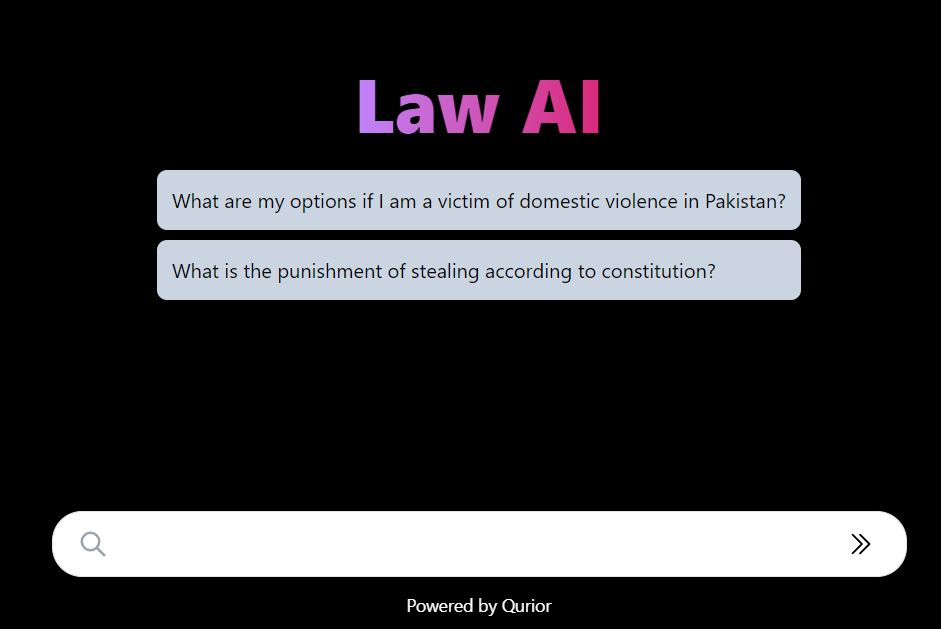 Law AI
What are my options if I am a victim of domestic violence in Pakistan?
What is the punishment of stealing according to constitution?
Powered by Qurior